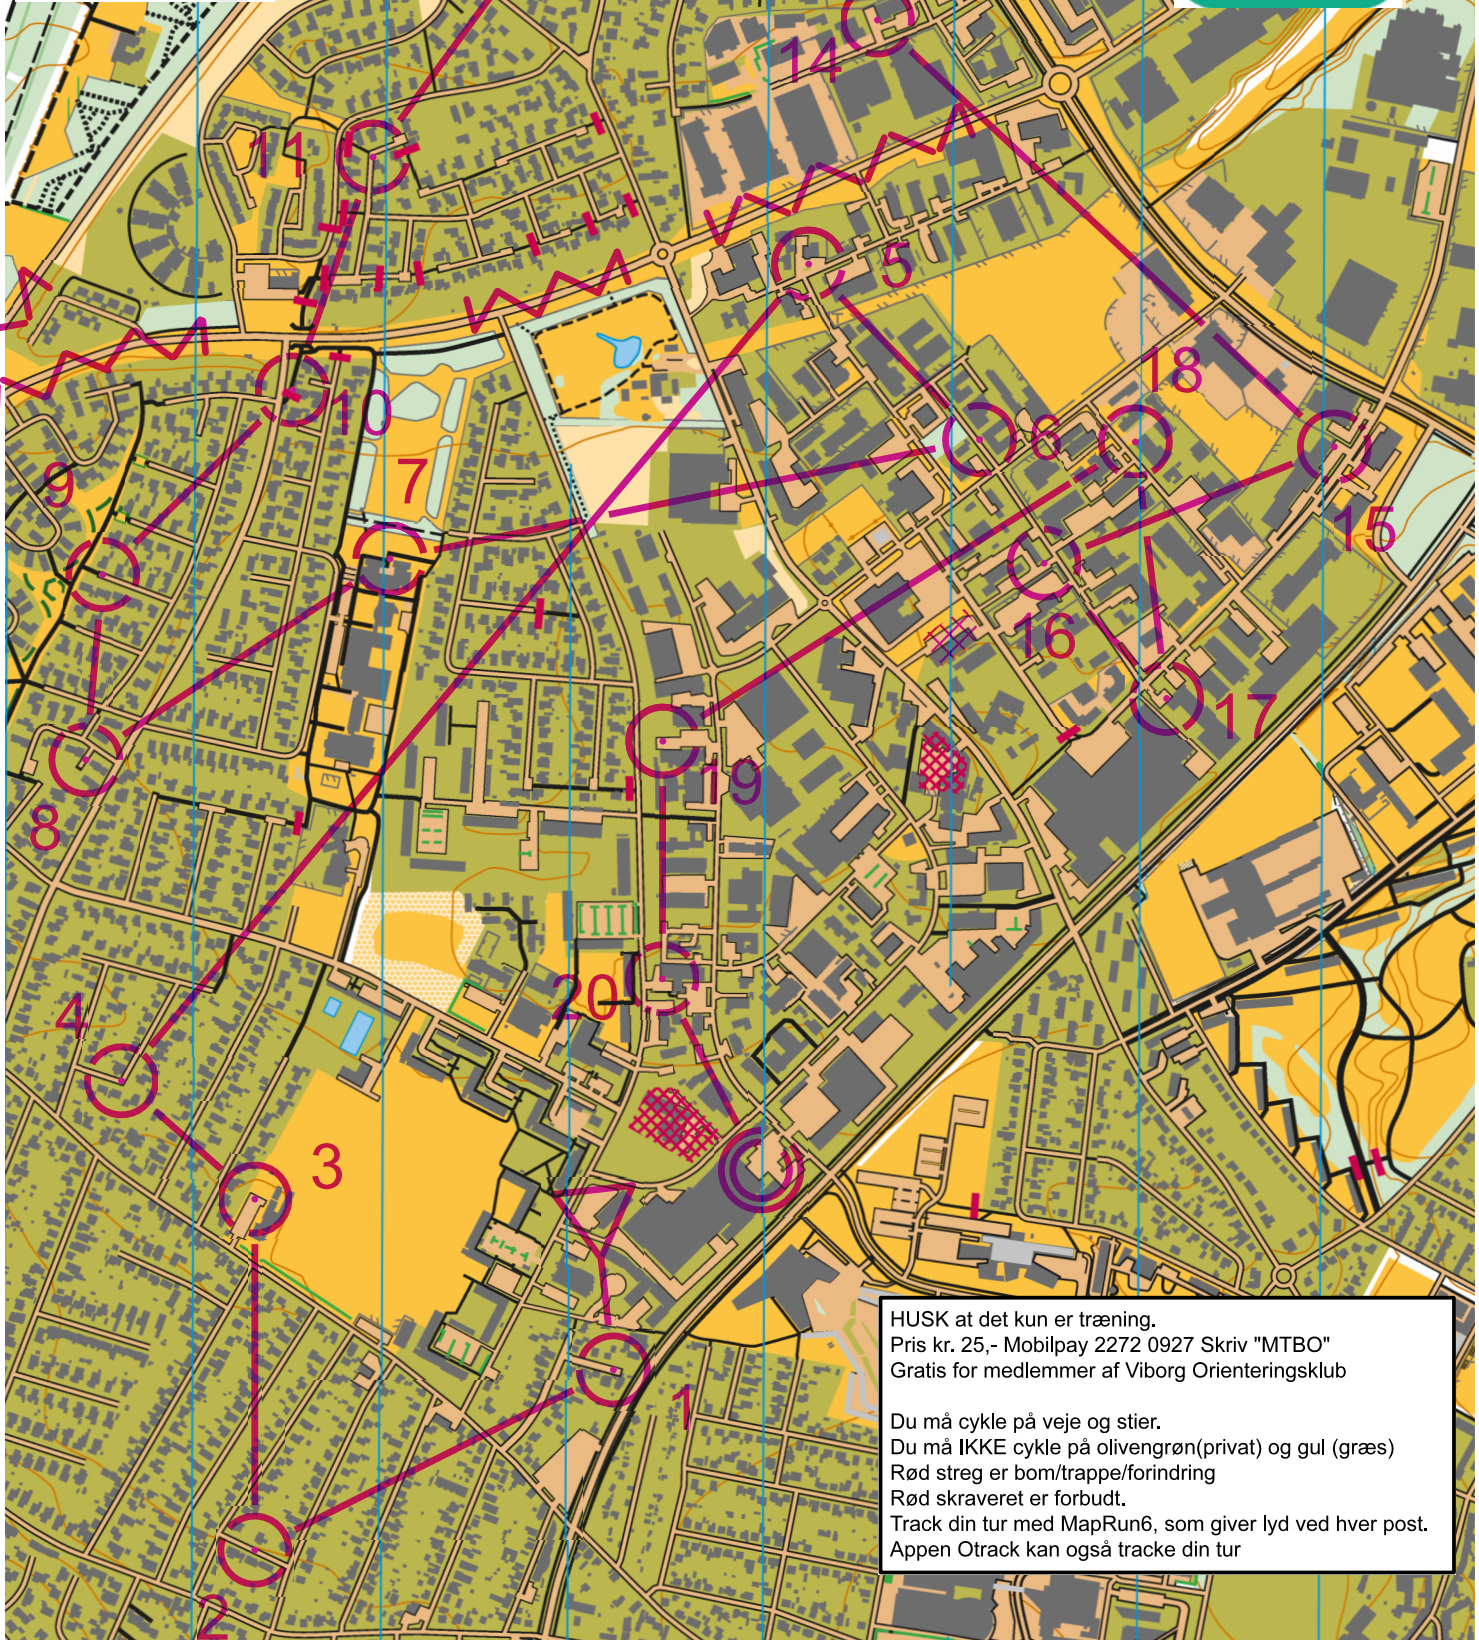 14
11
5
18
10
6
7
9
15
16
17
19
8
20
4
3
HUSK at det kun er træning.
Pris kr. 25,- Mobilpay 2272 0927 Skriv "MTBO"
Gratis for medlemmer af Viborg Orienteringsklub
1
Du må cykle på veje og stier.
Du må IKKE cykle på olivengrøn(privat) og gul (græs)
Rød streg er bom/trappe/forindring
Rød skraveret er forbudt.
Track din tur med MapRun6, som giver lyd ved hver post.
Appen Otrack kan også tracke din tur
2